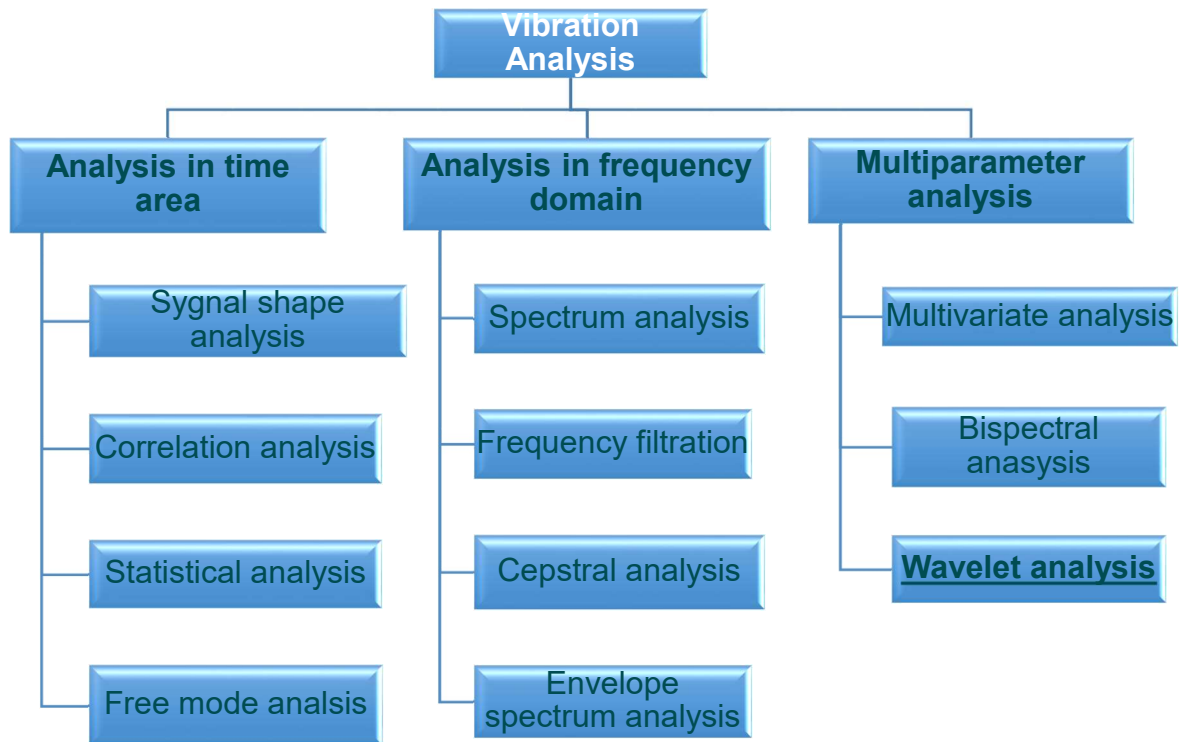 Vibration
Analysis
Analysis in time
area
Sygnal shape
analysis
Correlation analysis
Statistical analysis
Free mode analsis
Analysis in frequency
domain
Spectrum analysis
Frequency filtration
Cepstral analysis
Envelope
spectrum analysis
Multiparameter
analysis
Multivariate analysis
Bispectral
anasysis
Wavelet analysis